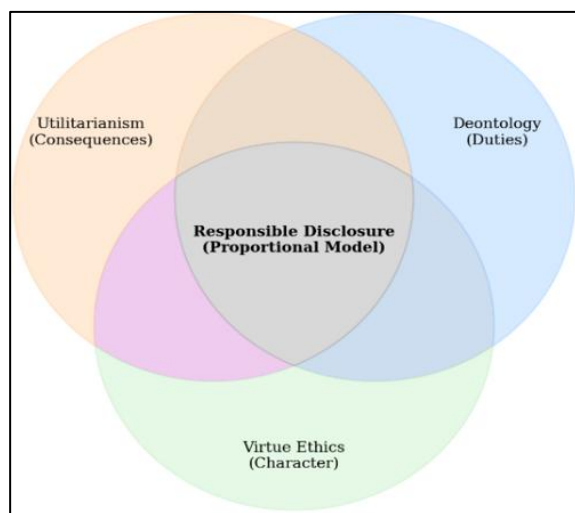 Utilitarianism
(Consequences)
Deontology
(Duties)
Responsible Disclosure
(Proportional Model)
Virtue Ethics
(Character)